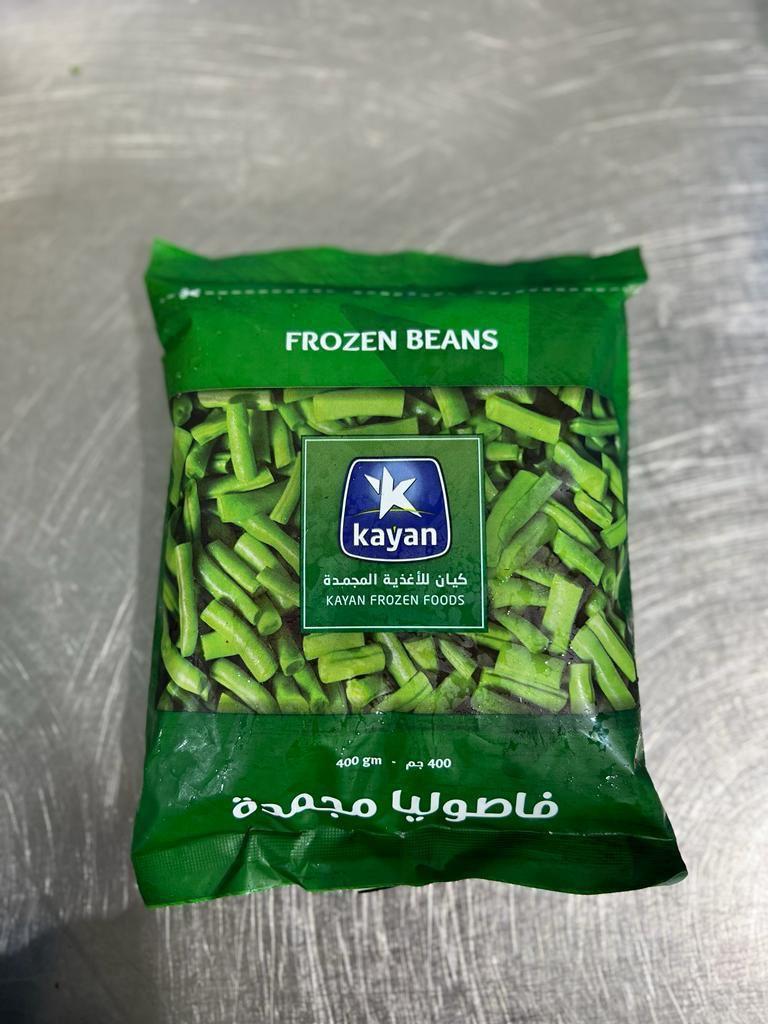 FROZEN BEANS
kayan
كيان للأغذية المجمدة
KAYAN FROZEN FOODS
400 gm - 400 جم
فاصوليا مجمدة